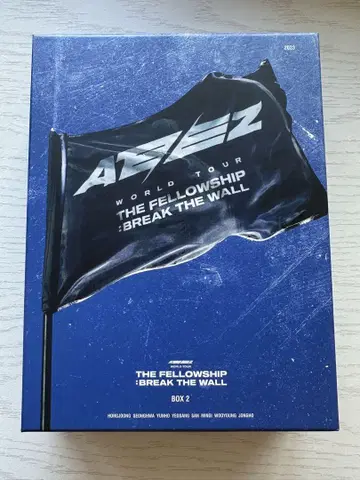 2023
ATEEZ
WORLD TOUR
THE FELLOWSHIP
:BREAK THE WALL
ATEEZ
WORLD TOUR
THE FELLOWSHIP
:BREAK THE WALL
BOX 2
HONGJOONG SEONGHWA YUNHO YEOSANG SAN MINGI WOOYOUNG JONGHO